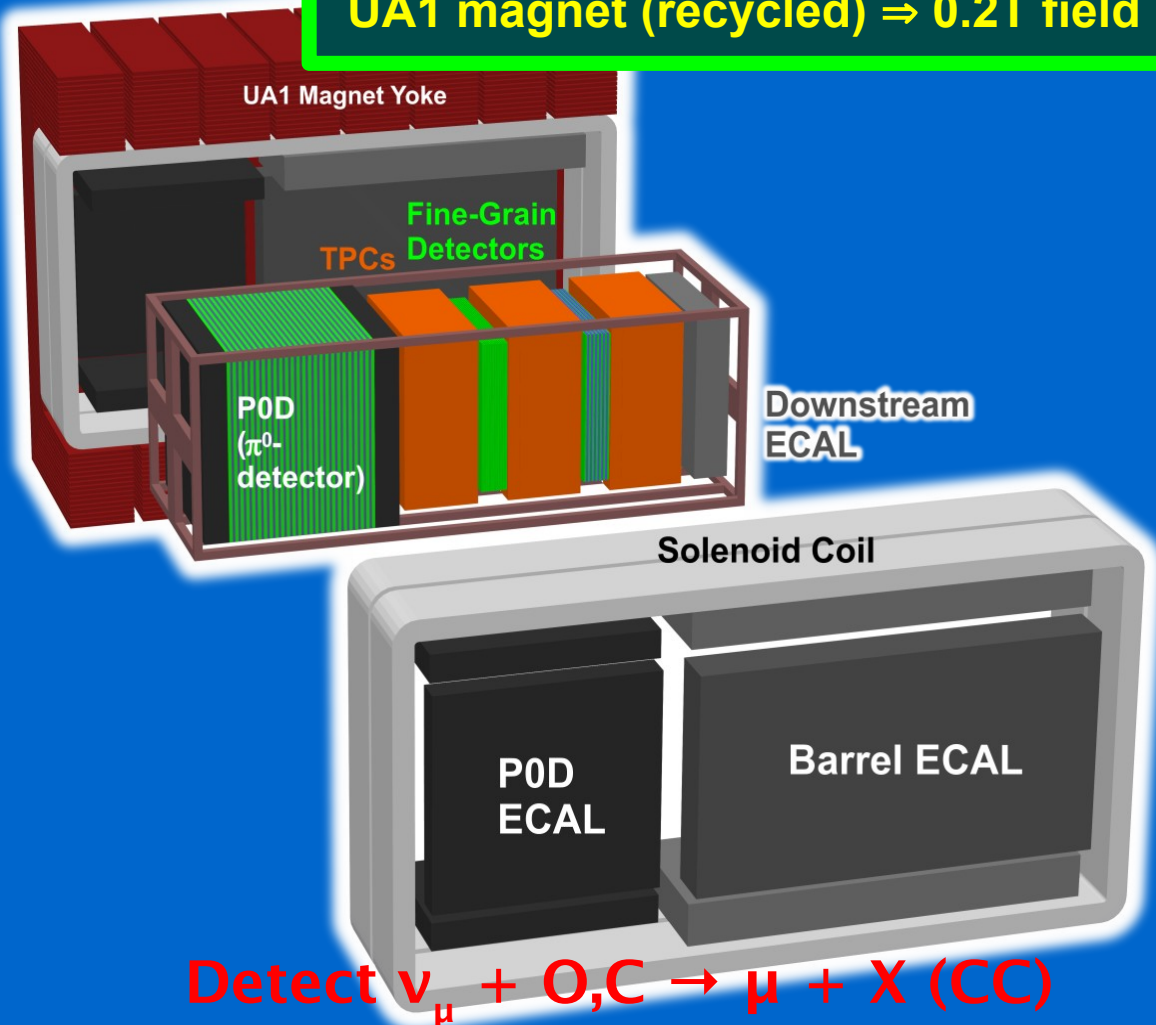 UA1 magnet (recycled) ⇒ 0.2T field
UA1 Magnet Yoke
Fine-Grain
Detectors
TPCs
P0D
(π⁰-
detector)
Downstream
ECAL
Solenoid Coil
P0D
ECAL
Barrel ECAL
Detect νμ + O,C → μ + X (CC)